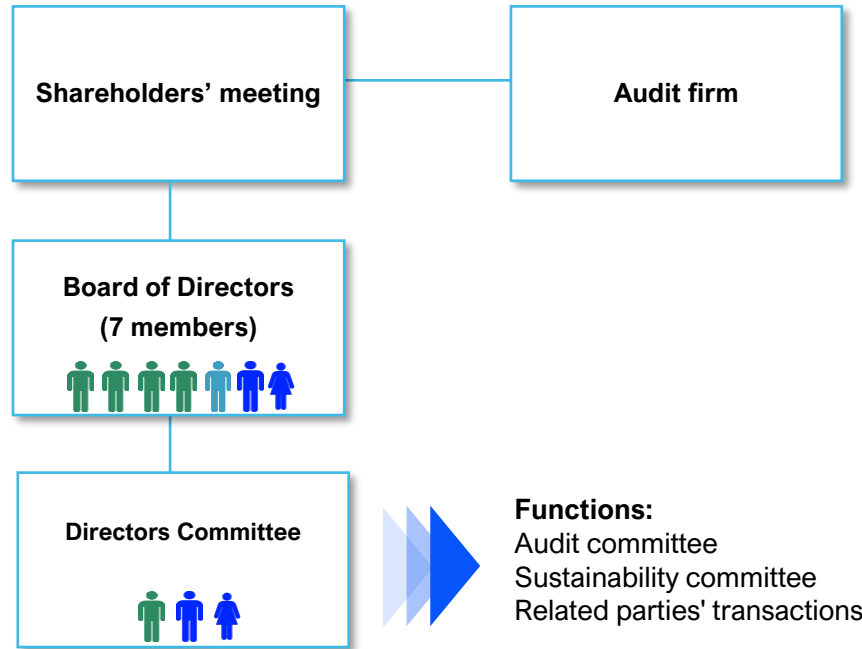 Shareholders’ meeting
Audit firm
Board of Directors
(7 members)
Directors Committee
Functions:
Audit committee
Sustainability committee
Related parties' transactions